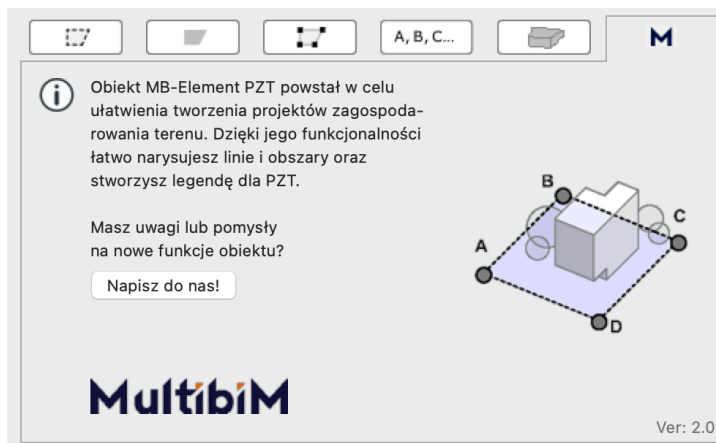 A, B, C...
M
Obiekt MB-Element PZT powstał w celu
ułatwienia tworzenia projektów zagospoda-
rowania terenu. Dzięki jego funkcjonalności
łatwo narysujesz linie i obszary oraz
stworzysz legendę dla PZT.
Masz uwagi lub pomysły
na nowe funkcje obiektu?
Napisz do nas!
B
C
A
D
MultibiM
Ver: 2.0